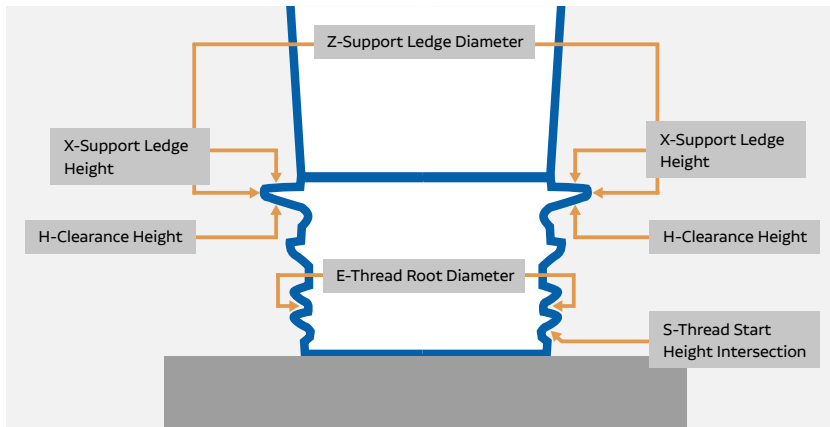 Z-Support Ledge Diameter
X-Support Ledge
Height
X-Support Ledge
Height
H-Clearance Height
H-Clearance Height
E-Thread Root Diameter
S-Thread Start
Height Intersection